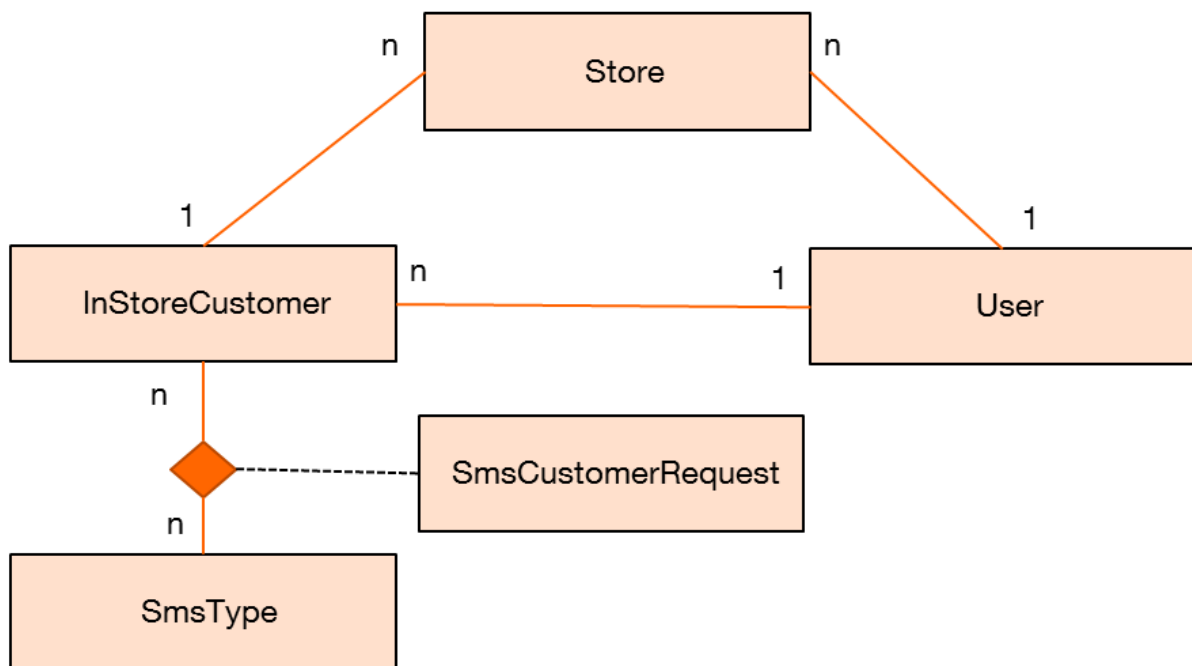 n
Store
n
1
1
InStoreCustomer
n
1
User
n
SmsCustomerRequest
n
SmsType